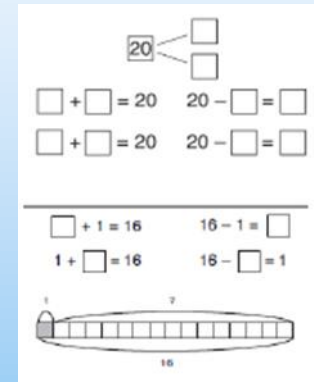 20
□ + □ = 20 20 – □ = □
□ + □ = 20 20 – □ = □
□ + 1 = 16 16 – 1 = □
1 + □ = 16 16 – □ = 1
1 ?
16